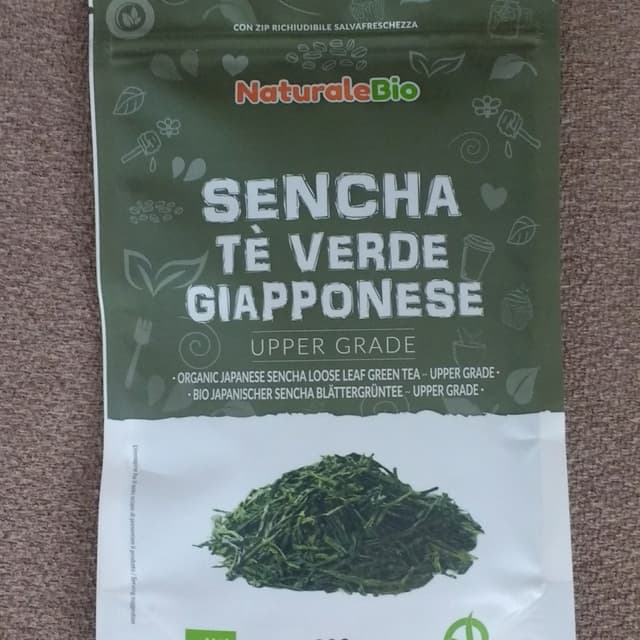 CON ZIP RICHIUDIBILE SALVAFRESCHEZZA
NaturaleBio
SENCHA
TÈ VERDE
GIAPPONESE
UPPER GRADE
· ORGANIC JAPANESE SENCHA LOOSE LEAF GREEN TEA – UPPER GRADE ·
· BIO JAPANISCHER SENCHA BLÄTTERGRÜNTEE – UPPER GRADE ·